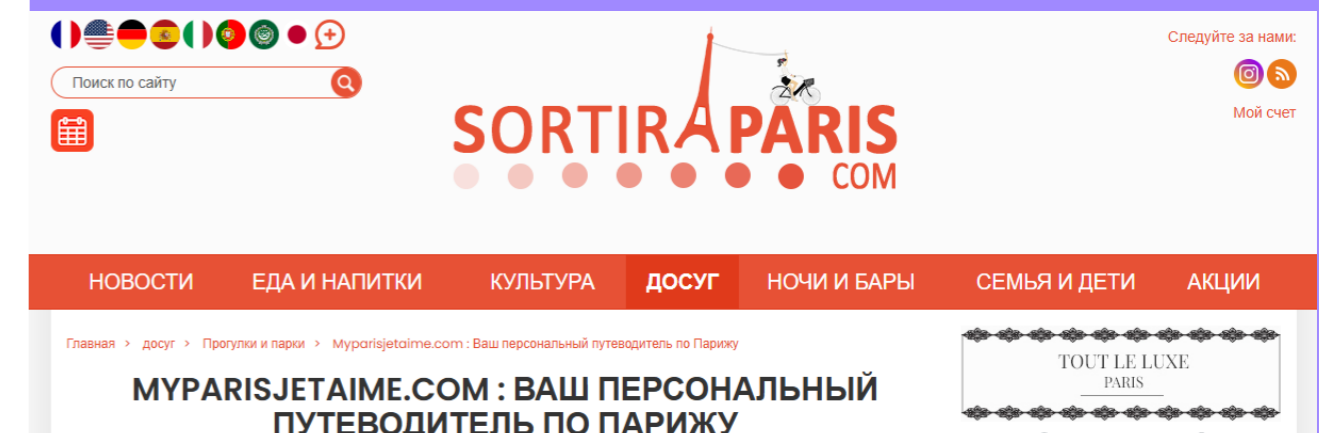 Следуйте за нами:
Поиск по сайту
Мой счет
SORTIRAPARIS
COM
НОВОСТИ ЕДА И НАПИТКИ КУЛЬТУРА ДОСУГ НОЧИ И БАРЫ СЕМЬЯ И ДЕТИ АКЦИИ
Главная > досуг > Прогулки и парки > Myparisjetaime.com : Ваш персональный путеводитель по Парижу
MYPARISJETAIME.COM : ВАШ ПЕРСОНАЛЬНЫЙ
ПУТЕВОДИТЕЛЬ ПО ПАРИЖУ
TOUT LE LUXE
PARIS